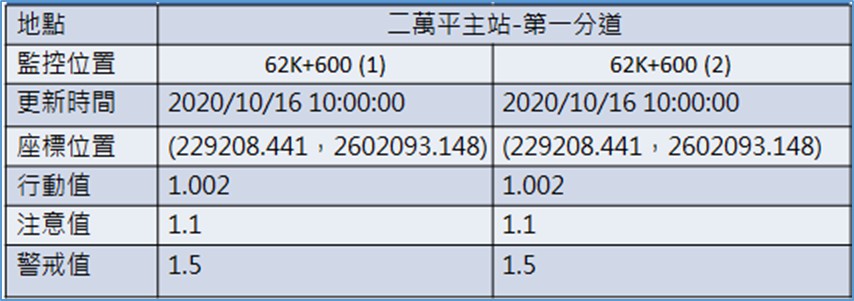 地點 二萬平主站-第一分道
監控位置 62K+600 (1) 62K+600 (2)
更新時間 2020/10/16 10:00:00 2020/10/16 10:00:00
座標位置 (229208.441，2602093.148) (229208.441，2602093.148)
行動值 1.002 1.002
注意值 1.1 1.1
警戒值 1.5 1.5